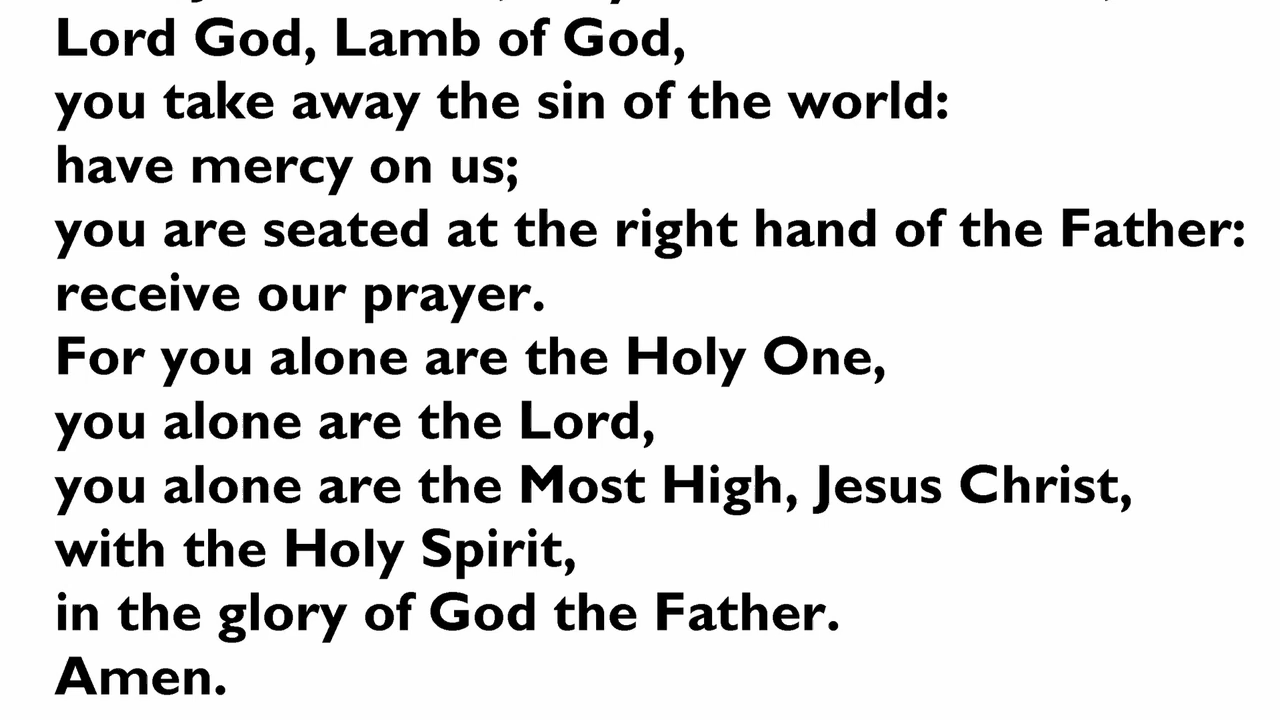 Lord God, Lamb of God,
you take away the sin of the world:
have mercy on us;
you are seated at the right hand of the Father:
receive our prayer.
For you alone are the Holy One,
you alone are the Lord,
you alone are the Most High, Jesus Christ,
with the Holy Spirit,
in the glory of God the Father.
Amen.